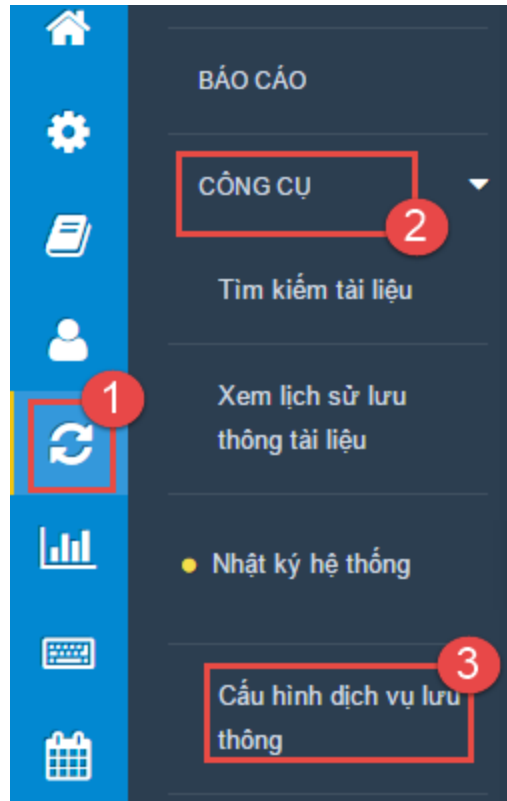 BÁO CÁO
CÔNG CỤ
2
Tìm kiếm tài liệu
1
Xem lịch sử lưu
thông tài liệu
Nhật ký hệ thống
3
Cấu hình dịch vụ lưu
thông